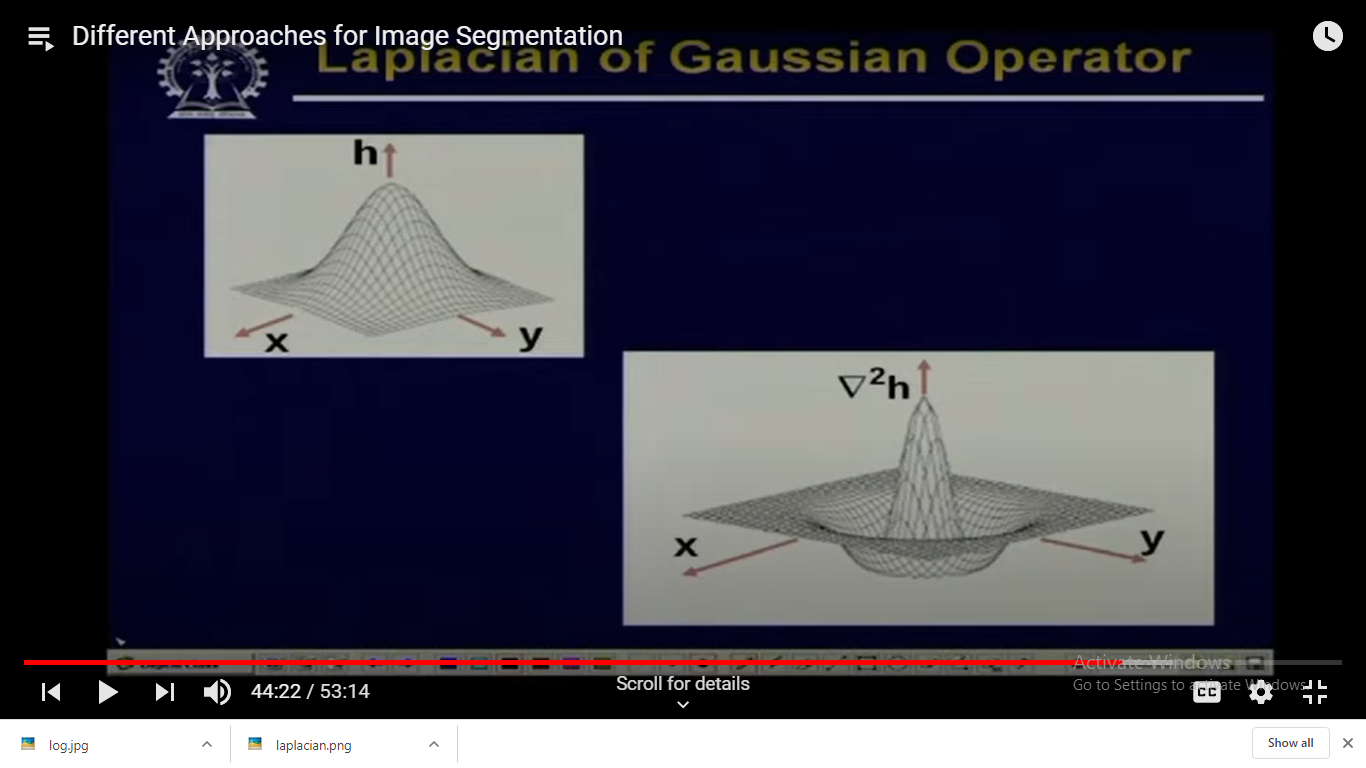 Different Approaches for Image Segmentation
Laplacian of Gaussian Operator
h
x
y
∇²h
x
y
Activate Windows
44:22 / 53:14
Scroll for details
Go to Settings to activate Windows.
CC
log.jpg
laplacian.png
Show all